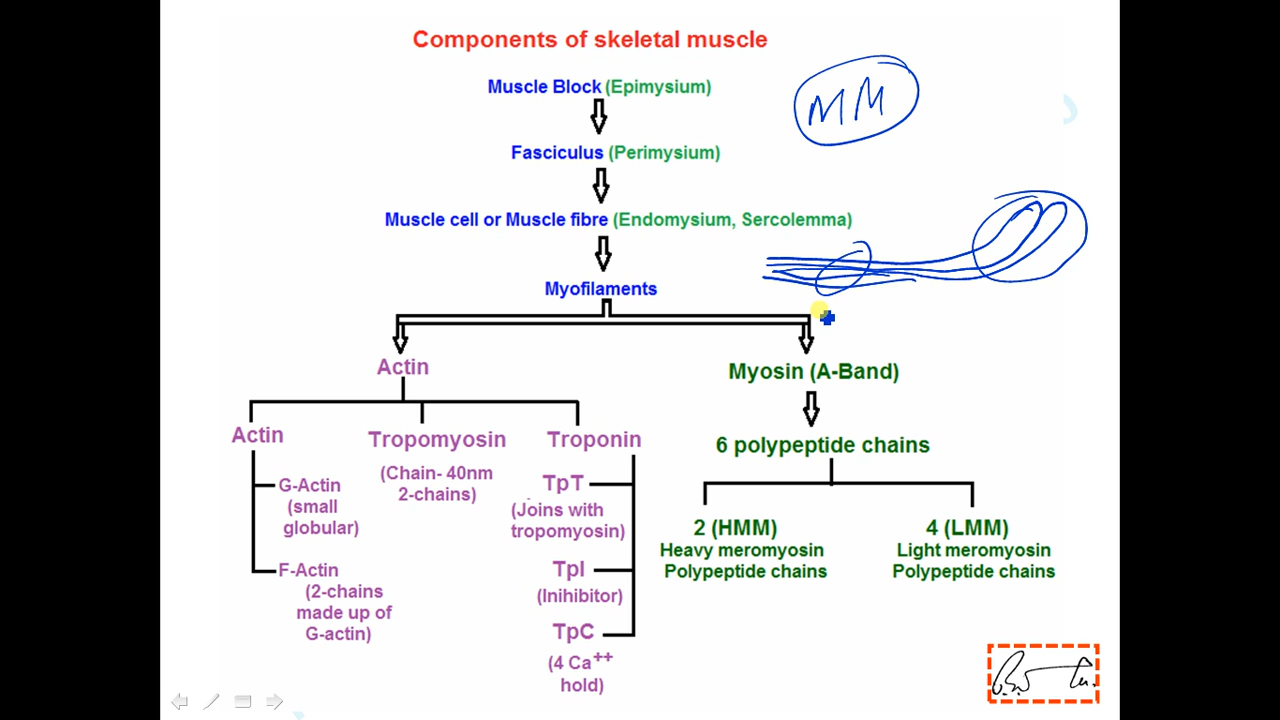 Components of skeletal muscle
MM
Muscle Block (Epimysium)
Fasciculus (Perimysium)
Muscle cell or Muscle fibre (Endomysium, Sercolemma)
Myofilaments
Actin
Myosin (A-Band)
Actin
Tropomyosin
(Chain- 40nm
2-chains)
Troponin
G-Actin
(small
globular)
F-Actin
(2-chains
made up of
G-actin)
TpT
(Joins with
tropomyosin)
TpI
(Inihibitor)
TpC
(4 Ca++
hold)
6 polypeptide chains
2 (HMM)
Heavy meromyosin
Polypeptide chains
4 (LMM)
Light meromyosin
Polypeptide chains